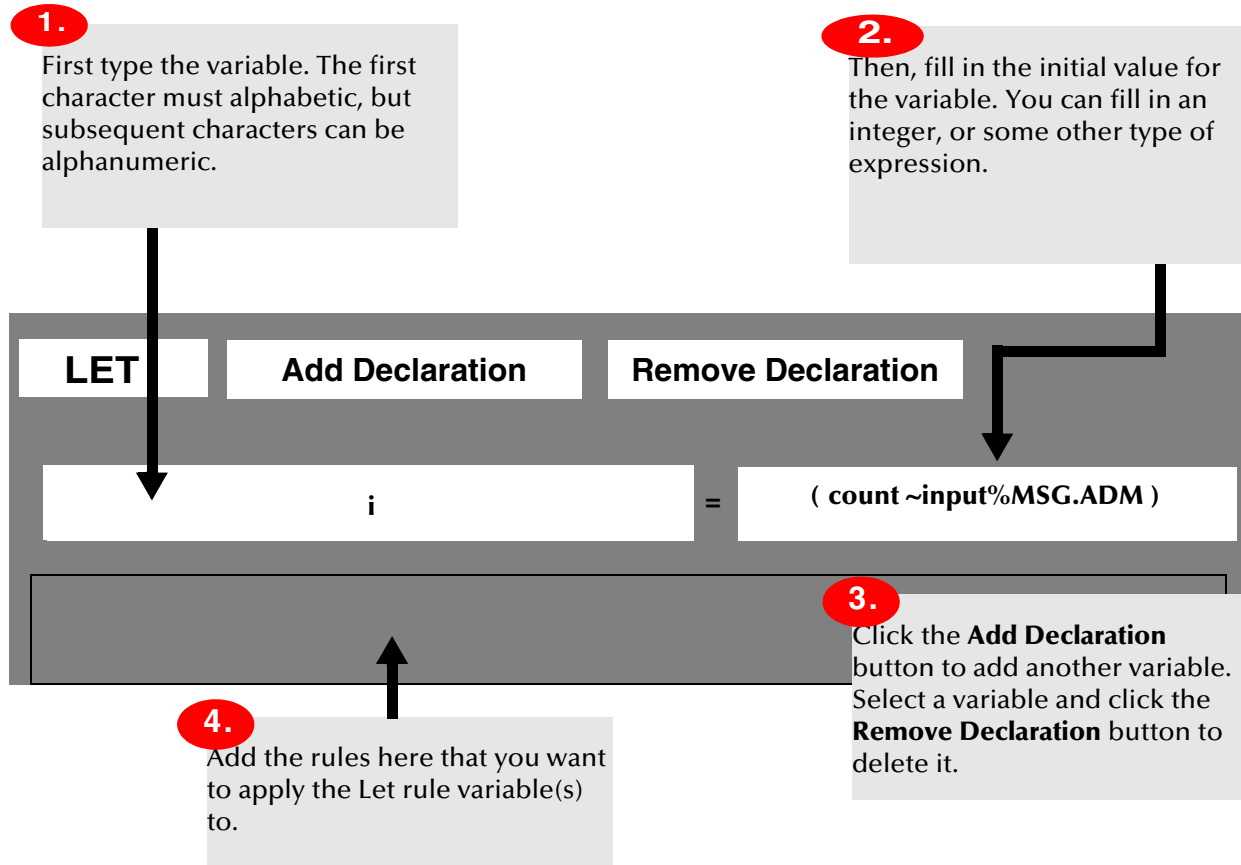 1.
First type the variable. The first
character must alphabetic, but
subsequent characters can be
alphanumeric.
2.
Then, fill in the initial value for
the variable. You can fill in an
integer, or some other type of
expression.
LET
Add Declaration
Remove Declaration
i
=
( count ~input%MSG.ADM )
3.
Click the Add Declaration
button to add another variable.
Select a variable and click the
Remove Declaration button to
delete it.
4.
Add the rules here that you want
to apply the Let rule variable(s)
to.